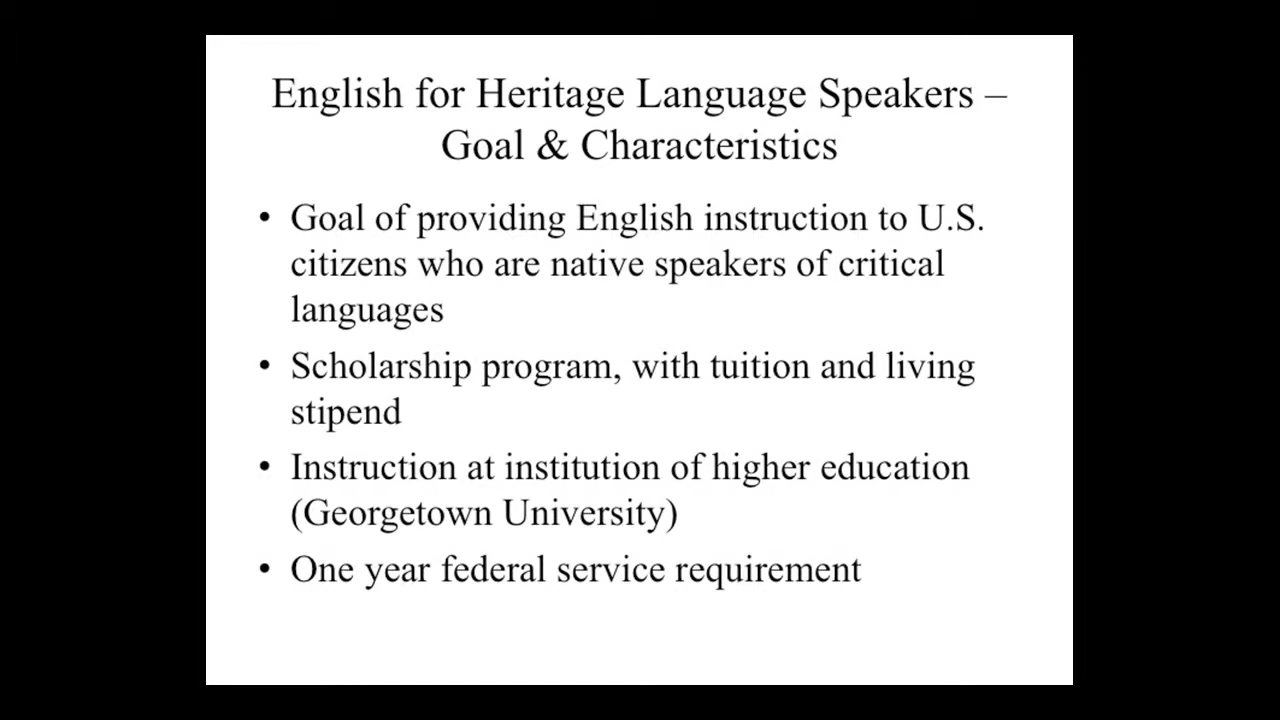 English for Heritage Language Speakers –
Goal & Characteristics
• Goal of providing English instruction to U.S.
citizens who are native speakers of critical
languages
• Scholarship program, with tuition and living
stipend
• Instruction at institution of higher education
(Georgetown University)
• One year federal service requirement